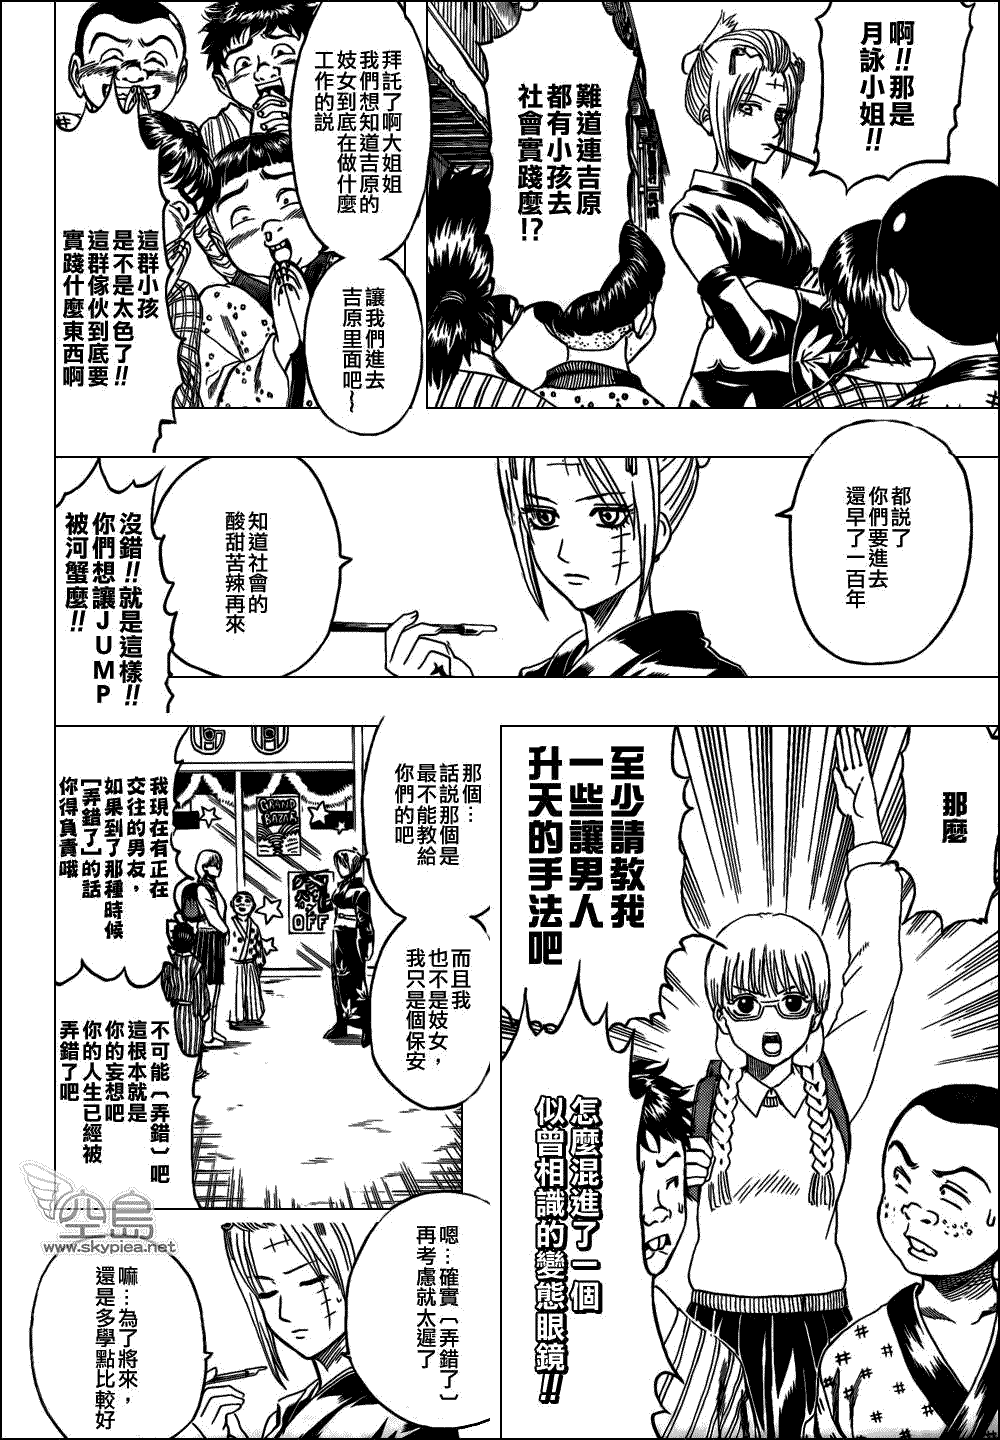 啊!!那是
月詠小姐!!
難道連吉原
都有小孩去
社會實踐麼!?
拜託了啊大姐姐
我們想知道吉原的
妓女到底在做什麼
工作的說
讓我們進去
吉原里面吧~
這群小孩
是不是太色了!!
這群傢伙到底要
實踐什麼東西啊
都説了
你們要進去
還早了一百年
知道社會的
酸甜苦辣再來
沒錯!!就是這樣!!
你們想讓JUMP
被河蟹麼!!
那麼
至少請教我
一些讓男人
升天的手法吧
怎麼混進了一個
似曾相識的變態眼鏡!!
那個…
話説那個是
最不能教給
你們的吧
而且我
也不是妓女，
我只是個保安
GRAND
BAZAR
OFF
我現在有正在
交往的男友，
如果到了那種時候
［弄錯了］的話
你得負責哦
不可能〔弄錯〕吧
這根本就是
你的妄想吧
你的人生已經被
弄錯了吧
嗯…確實〔弄錯了〕
再考慮就太遲了
嘛…為了將來，
還是多學點比較好
空島
www.skypiea.net